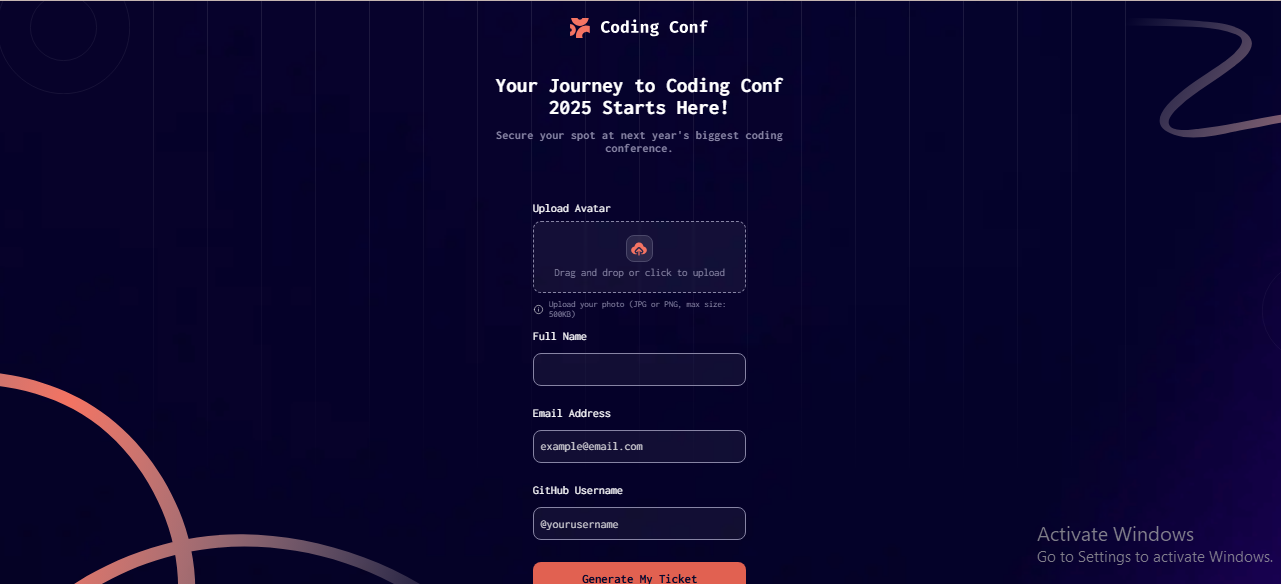 Coding Conf
Your Journey to Coding Conf
2025 Starts Here!
Secure your spot at next year's biggest coding
conference.
Upload Avatar
Drag and drop or click to upload
Upload your photo (JPG or PNG, max size:
500KB)
Full Name
Email Address
example@email.com
GitHub Username
@yourusername
Generate My Ticket
Activate Windows
Go to Settings to activate Windows.